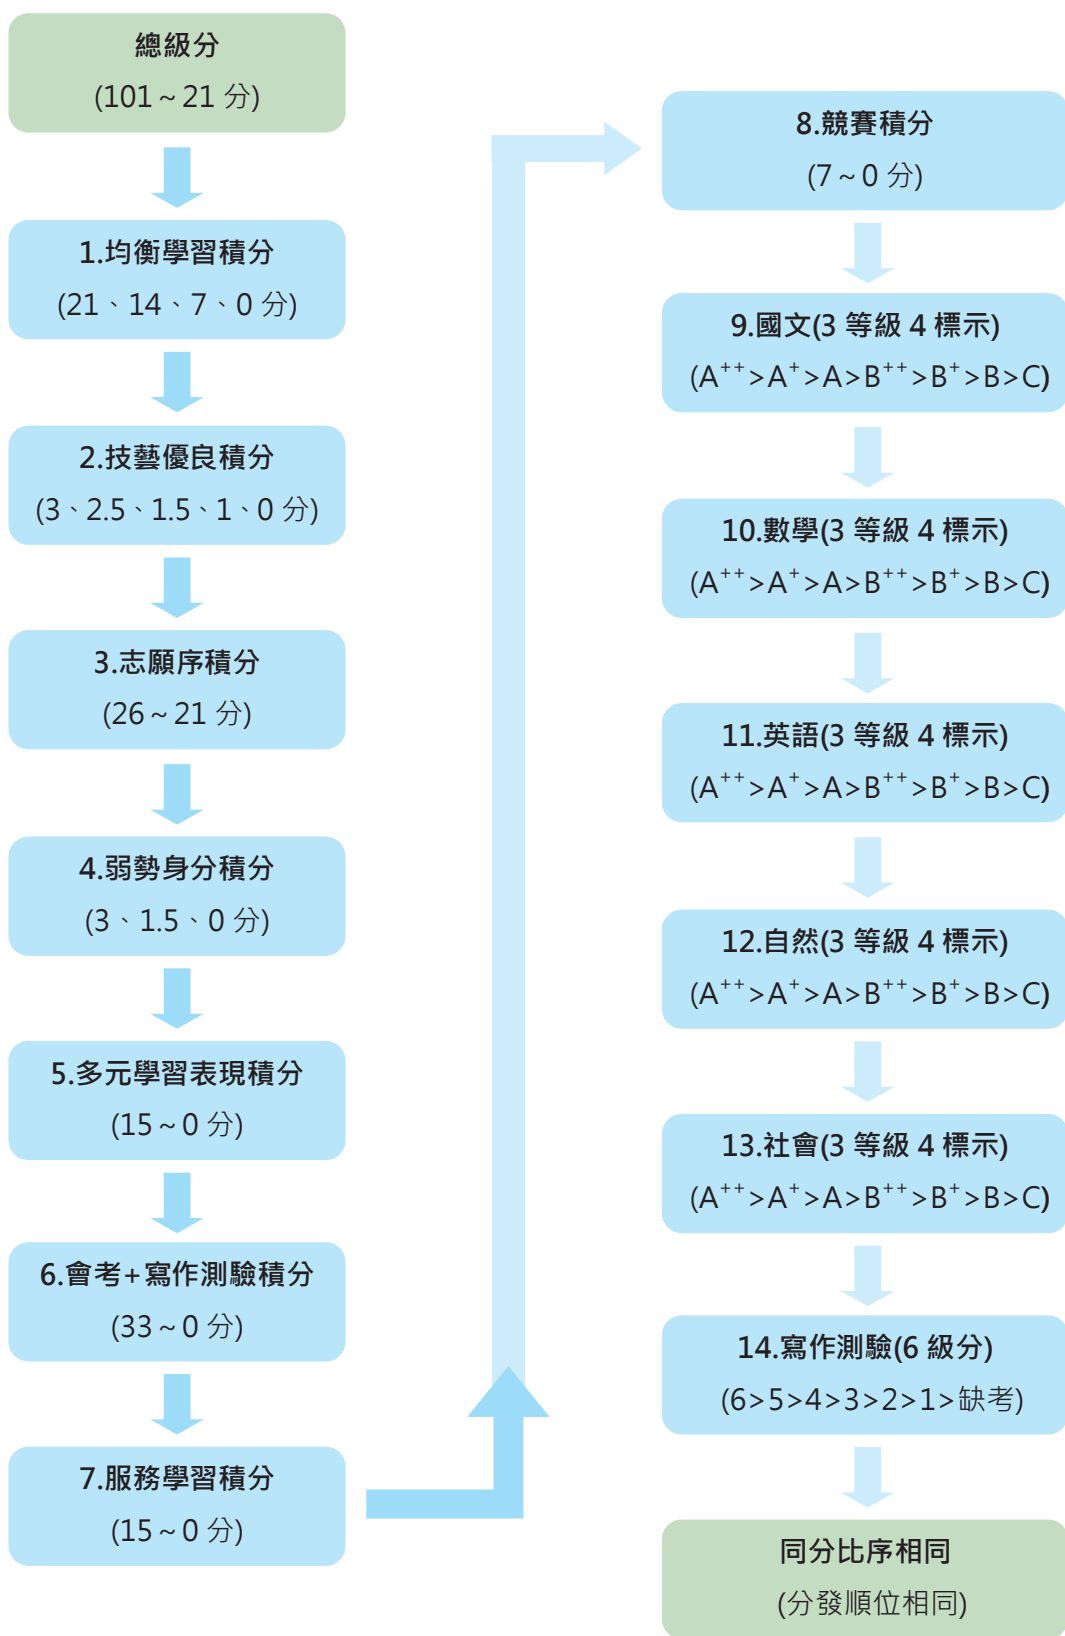 總級分
(101~21 分)
1.均衡學習積分
(21、14、7、0 分)
2.技藝優良積分
(3、2.5、1.5、1、0 分)
3.志願序積分
(26~21 分)
4.弱勢身分積分
(3、1.5、0 分)
5.多元學習表現積分
(15~0 分)
6.會考+寫作測驗積分
(33~0 分)
7.服務學習積分
(15~0 分)
8.競賽積分
(7~0 分)
9.國文(3 等級 4 標示)
(A⁺⁺>A⁺>A>B⁺⁺>B⁺>B>C)
10.數學(3 等級 4 標示)
(A⁺⁺>A⁺>A>B⁺⁺>B⁺>B>C)
11.英語(3 等級 4 標示)
(A⁺⁺>A⁺>A>B⁺⁺>B⁺>B>C)
12.自然(3 等級 4 標示)
(A⁺⁺>A⁺>A>B⁺⁺>B⁺>B>C)
13.社會(3 等級 4 標示)
(A⁺⁺>A⁺>A>B⁺⁺>B⁺>B>C)
14.寫作測驗(6 級分)
(6>5>4>3>2>1>缺考)
同分比序相同
(分發順位相同)